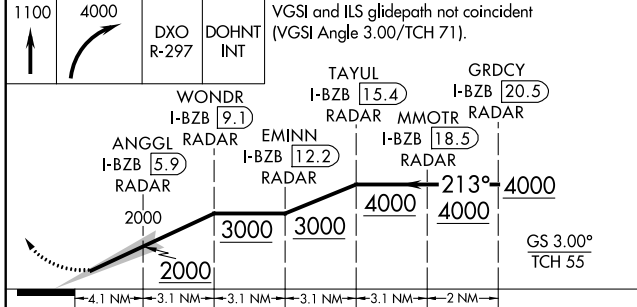 1100 4000 DXO R-297 DOHNT INT
VGSI and ILS glidepath not coincident
(VGSI Angle 3.00/TCH 71).
GRDCY
I-BZB 20.5
RADAR
TAYUL
I-BZB 15.4
RADAR
MMOTR
I-BZB 18.5
RADAR
WONDR
I-BZB 9.1
RADAR
EMINN
I-BZB 12.2
RADAR
ANGGL
I-BZB 5.9
RADAR
2000
2000
3000
3000
4000
213°
4000
4000
GS 3.00°
TCH 55
4.1 NM 3.1 NM 3.1 NM 3.1 NM 3.1 NM 2 NM